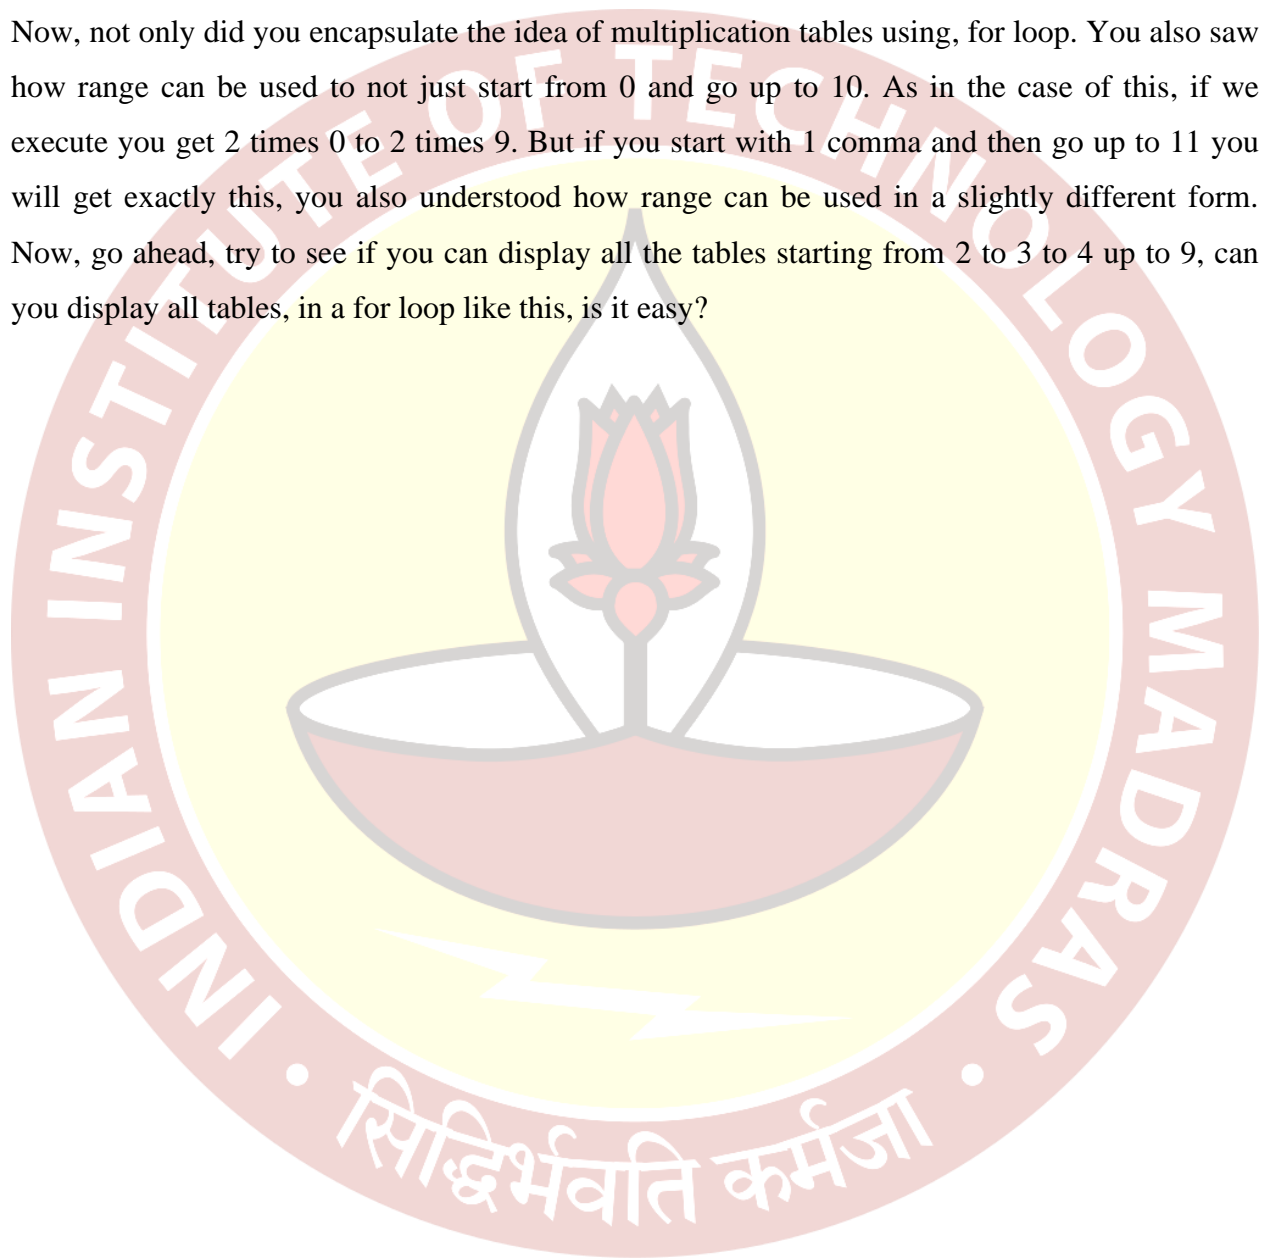 Now, not only did you encapsulate the idea of multiplication tables using, for loop. You also saw
how range can be used to not just start from 0 and go up to 10. As in the case of this, if we
execute you get 2 times 0 to 2 times 9. But if you start with 1 comma and then go up to 11 you
will get exactly this, you also understood how range can be used in a slightly different form.
Now, go ahead, try to see if you can display all the tables starting from 2 to 3 to 4 up to 9, can
you display all tables, in a for loop like this, is it easy?
INDIAN INSTITUTE OF TECHNOLOGY MADRAS
सिद्धिर्भवति कर्मजा